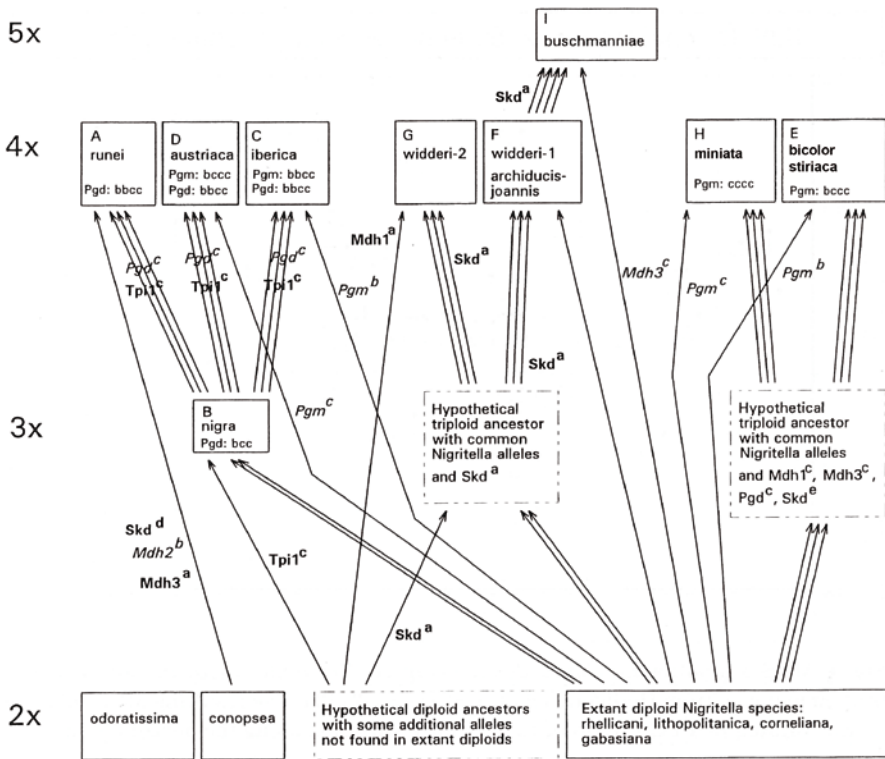 5x
I
buschmanniae
Skd^a
4x
A
runei
Pgd: bbcc
D
austriaca
Pgm: bccc
Pgd: bbcc
C
iberica
Pgm: bbcc
Pgd: bbcc
G
widderi-2
F
widderi-1
archiducis-
joannis
H
miniata
Pgm: cccc
E
bicolor
stiriaca
Pgm: bccc
Pgd^c
Tpi1^c
Pgd^c
Tpi1^c
Pgd^c
Tpi1^c
Pgm^b
Mdh1^a
Skd^a
Skd^a
Mdh3^c
Pgm^c
Pgm^b
3x
B
nigra
Pgd: bcc
Pgm^c
Hypothetical
triploid ancestor
with common
Nigritella alleles
and Skd^a
Hypothetical
triploid ancestor
with common
Nigritella alleles
and Mdh1^c, Mdh3^c,
Pgd^c, Skd^e
Skd^d
Mdh2^b
Mdh3^a
Tpi1^c
Skd^a
2x
odoratissima
conopsea
Hypothetical diploid ancestors
with some additional alleles
not found in extant diploids
Extant diploid Nigritella species:
rhellicani, lithopolitanica, corneliana,
gabasiana